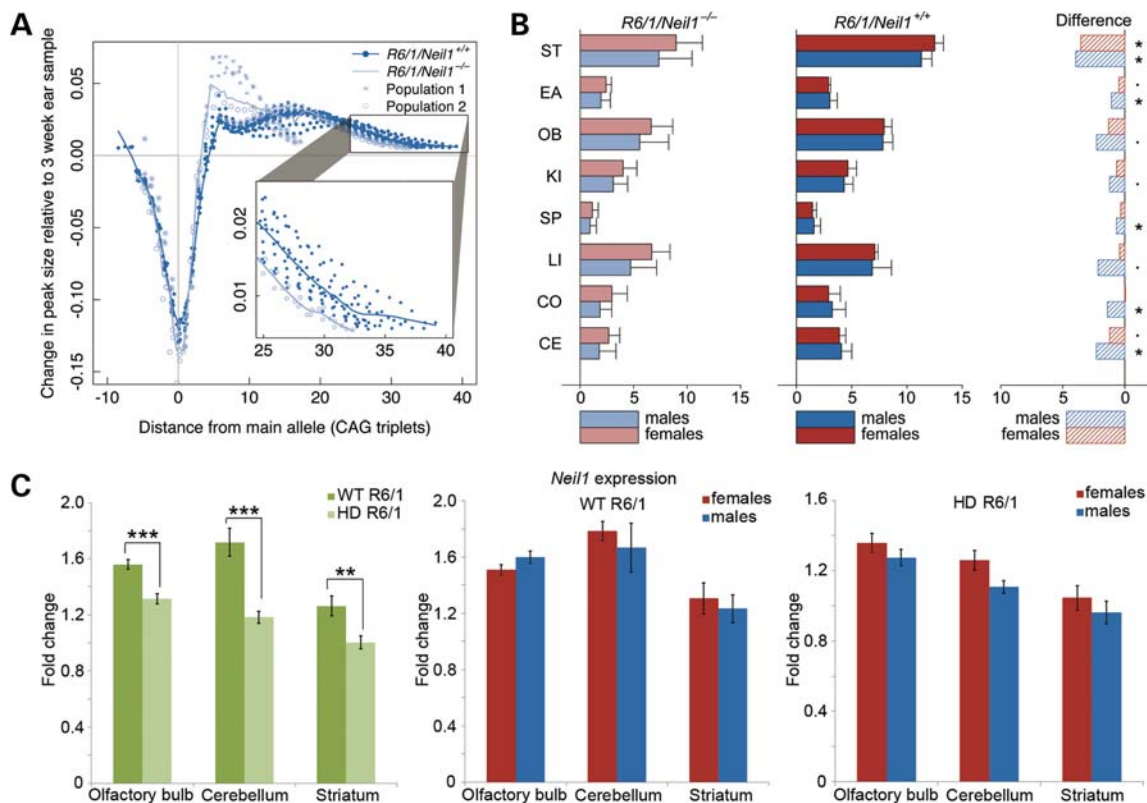 A
Change in peak size relative to 3 week ear sample
0.05
0.00
-0.05
-0.10
-0.15
R6/1/Neil1+/+
R6/1/Neil1−/−
Population 1
Population 2
0.02
0.01
25 30 35 40
-10 0 10 20 30 40
Distance from main allele (CAG triplets)
B
R6/1/Neil1−/− R6/1/Neil1+/+ Difference
ST * *
EA · *
OB ·
KI ·
SP *
LI ·
CO *
CE · *
0 5 10 15 0 5 10 15 10 5 0
males males males
females females females
C
Neil1 expression
WT R6/1
HD R6/1
***
***
**
Fold change
2.0
1.6
1.2
0.8
0.4
0
Olfactory bulb Cerebellum Striatum
WT R6/1
females
males
Fold change
2.0
1.6
1.2
0.8
0.4
0
Olfactory bulb Cerebellum Striatum
HD R6/1
females
males
Fold change
1.6
1.2
0.8
0.4
0
Olfactory bulb Cerebellum Striatum